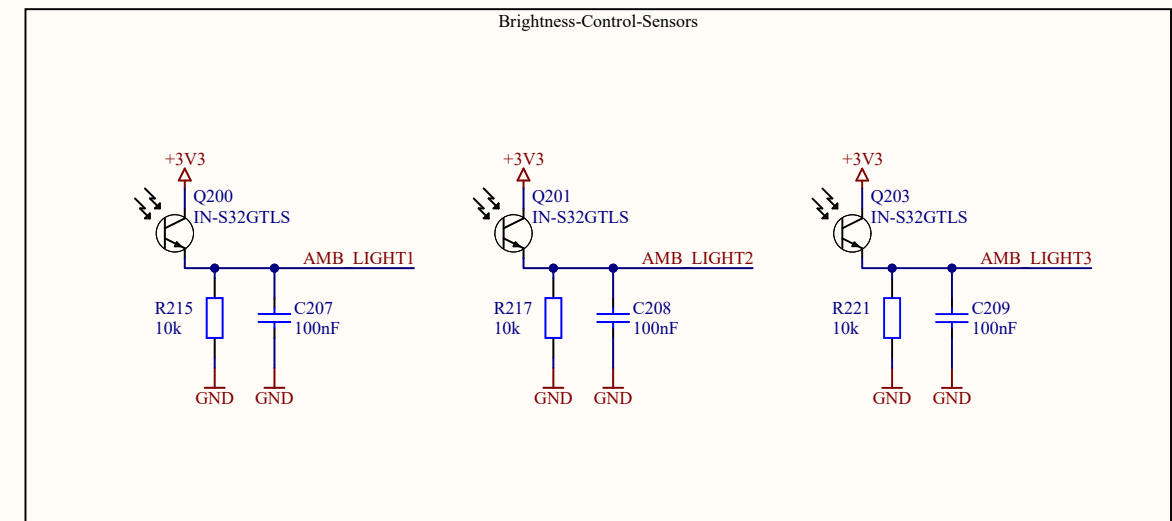 Brightness-Control-Sensors
+3V3
Q200
IN-S32GTLS
AMB_LIGHT1
R215
10k
C207
100nF
GND
GND
+3V3
Q201
IN-S32GTLS
AMB_LIGHT2
R217
10k
C208
100nF
GND
GND
+3V3
Q203
IN-S32GTLS
AMB_LIGHT3
R221
10k
C209
100nF
GND
GND